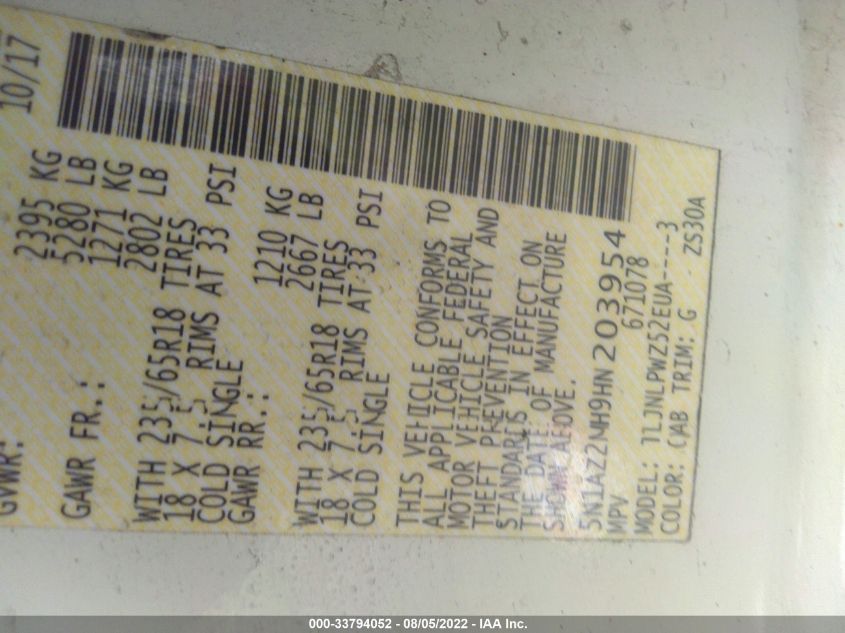 10/17
GVWR: 2395 KG
5280 LB
GAWR FR.: 1271 KG
2802 LB
WITH 235/65R18 TIRES
18 X 7.5 RIMS AT 33 PSI
COLD SINGLE
GAWR RR.: 1210 KG
2667 LB
WITH 235/65R18 TIRES
18 X 7.5 RIMS AT 33 PSI
COLD SINGLE
THIS VEHICLE CONFORMS TO
ALL APPLICABLE FEDERAL
MOTOR VEHICLE SAFETY AND
THEFT PREVENTION
STANDARDS IN EFFECT ON
THE DATE OF MANUFACTURE
SHOWN ABOVE.
5N1AZ2NH9HN203954
MPV 671078
MODEL: TLJNLPWZ52EUA-----3
COLOR: QAB TRIM: G ZS30A
000-33794052 - 08/05/2022 - IAA Inc.